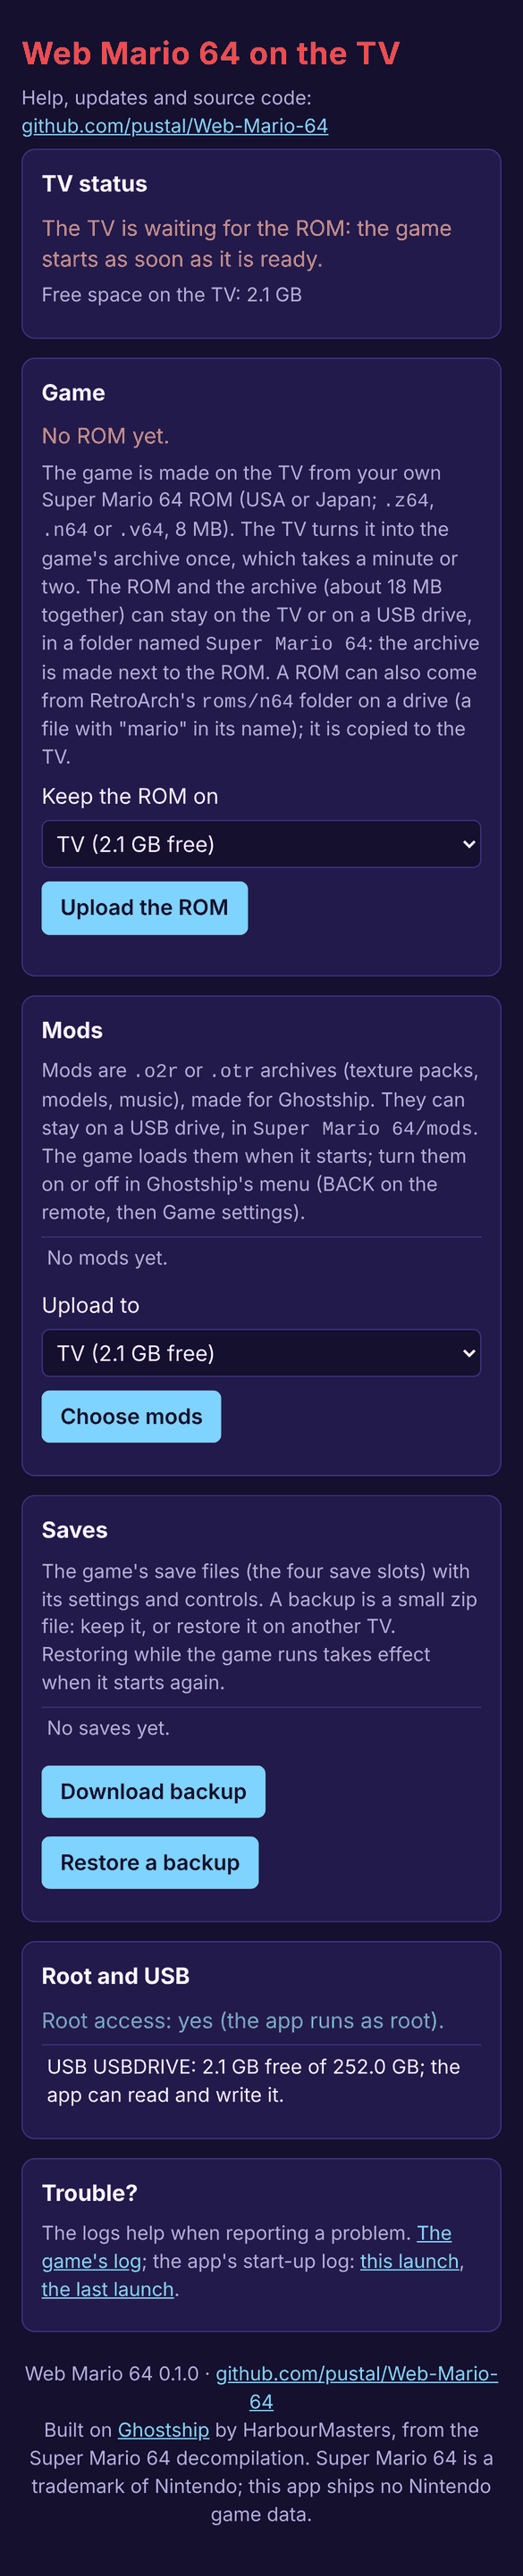 Web Mario 64 on the TV
Help, updates and source code:
github.com/pustal/Web-Mario-64
TV status
The TV is waiting for the ROM: the game
starts as soon as it is ready.
Free space on the TV: 2.1 GB
Game
No ROM yet.
The game is made on the TV from your own
Super Mario 64 ROM (USA or Japan; .z64,
.n64 or .v64, 8 MB). The TV turns it into the
game's archive once, which takes a minute or
two. The ROM and the archive (about 18 MB
together) can stay on the TV or on a USB drive,
in a folder named Super Mario 64: the archive
is made next to the ROM. A ROM can also come
from RetroArch's roms/n64 folder on a drive (a
file with "mario" in its name); it is copied to the
TV.
Keep the ROM on
TV (2.1 GB free)
Upload the ROM
Mods
Mods are .o2r or .otr archives (texture packs,
models, music), made for Ghostship. They can
stay on a USB drive, in Super Mario 64/mods.
The game loads them when it starts; turn them
on or off in Ghostship's menu (BACK on the
remote, then Game settings).
No mods yet.
Upload to
TV (2.1 GB free)
Choose mods
Saves
The game's save files (the four save slots) with
its settings and controls. A backup is a small zip
file: keep it, or restore it on another TV.
Restoring while the game runs takes effect
when it starts again.
No saves yet.
Download backup
Restore a backup
Root and USB
Root access: yes (the app runs as root).
USB USBDRIVE: 2.1 GB free of 252.0 GB; the
app can read and write it.
Trouble?
The logs help when reporting a problem. The
game's log; the app's start-up log: this launch,
the last launch.
Web Mario 64 0.1.0 · github.com/pustal/Web-Mario-
64
Built on Ghostship by HarbourMasters, from the
Super Mario 64 decompilation. Super Mario 64 is a
trademark of Nintendo; this app ships no Nintendo
game data.